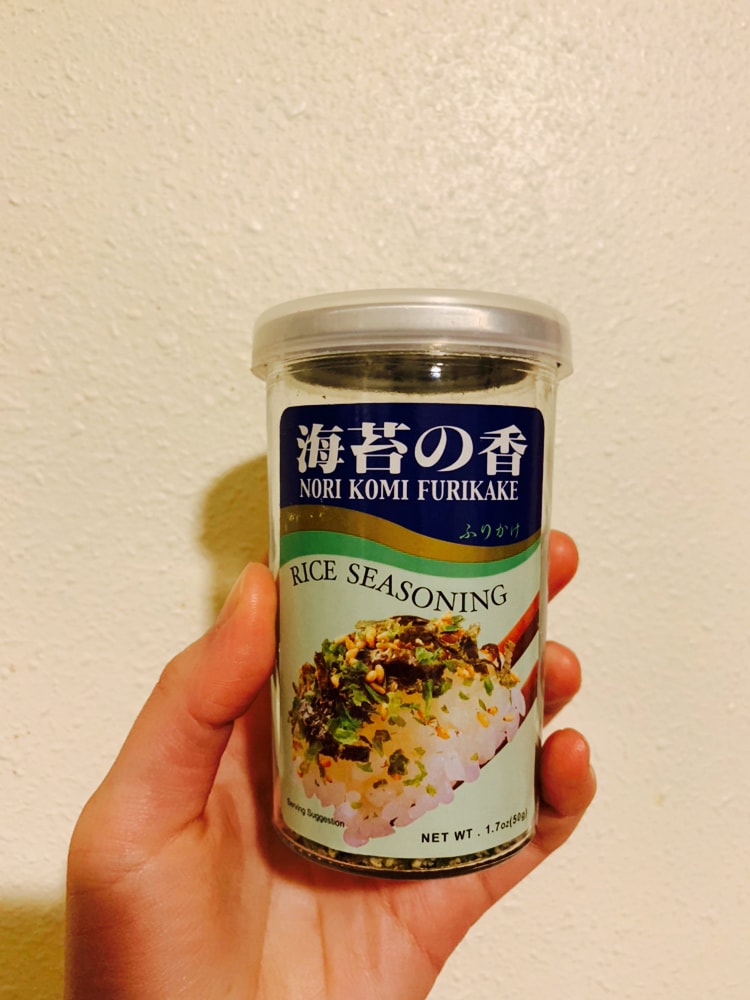 海苔の香
NORI KOMI FURIKAKE
ふりかけ
RICE SEASONING
Serving Suggestion
NET WT . 1.7oz(50g)